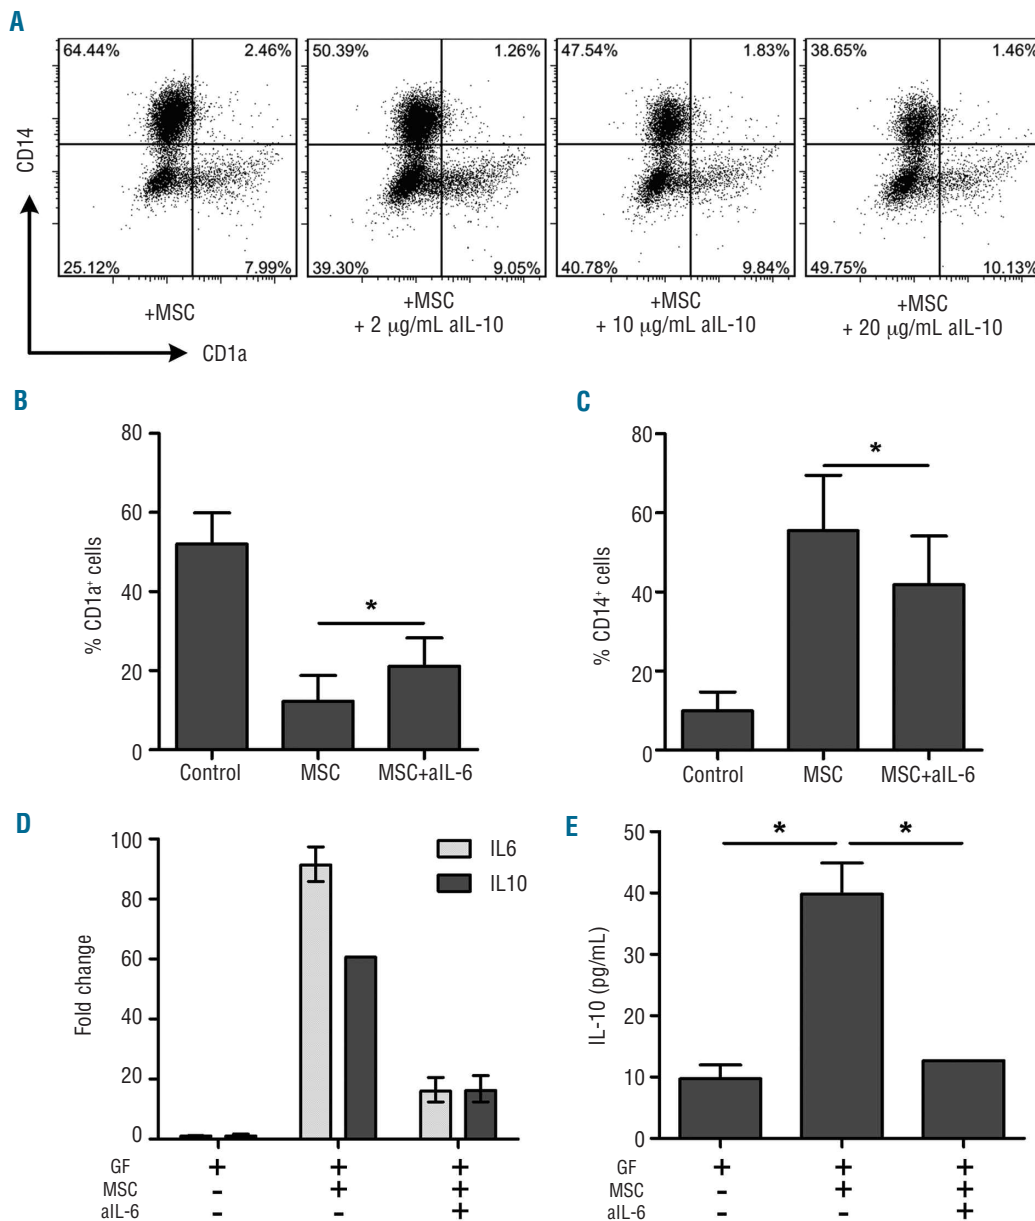 A
64.44% 2.46% 50.39% 1.26% 47.54% 1.83% 38.65% 1.46%
CD14
25.12% 7.99% 39.30% 9.05% 40.78% 9.84% 49.75% 10.13%
+MSC +MSC +MSC +MSC
+ 2 μg/mL aIL-10 + 10 μg/mL aIL-10 + 20 μg/mL aIL-10
CD1a
B
80
60
40
20
0
% CD1a⁺ cells
*
Control MSC MSC+aIL-6
C
80
60
40
20
0
% CD14⁺ cells
*
Control MSC MSC+aIL-6
D
100
80
60
40
20
0
Fold change
IL6
IL10
GF + + +
MSC - + +
aIL-6 - - +
E
50
40
30
20
10
0
IL-10 (pg/mL)
* *
GF + + +
MSC - + +
aIL-6 - - +